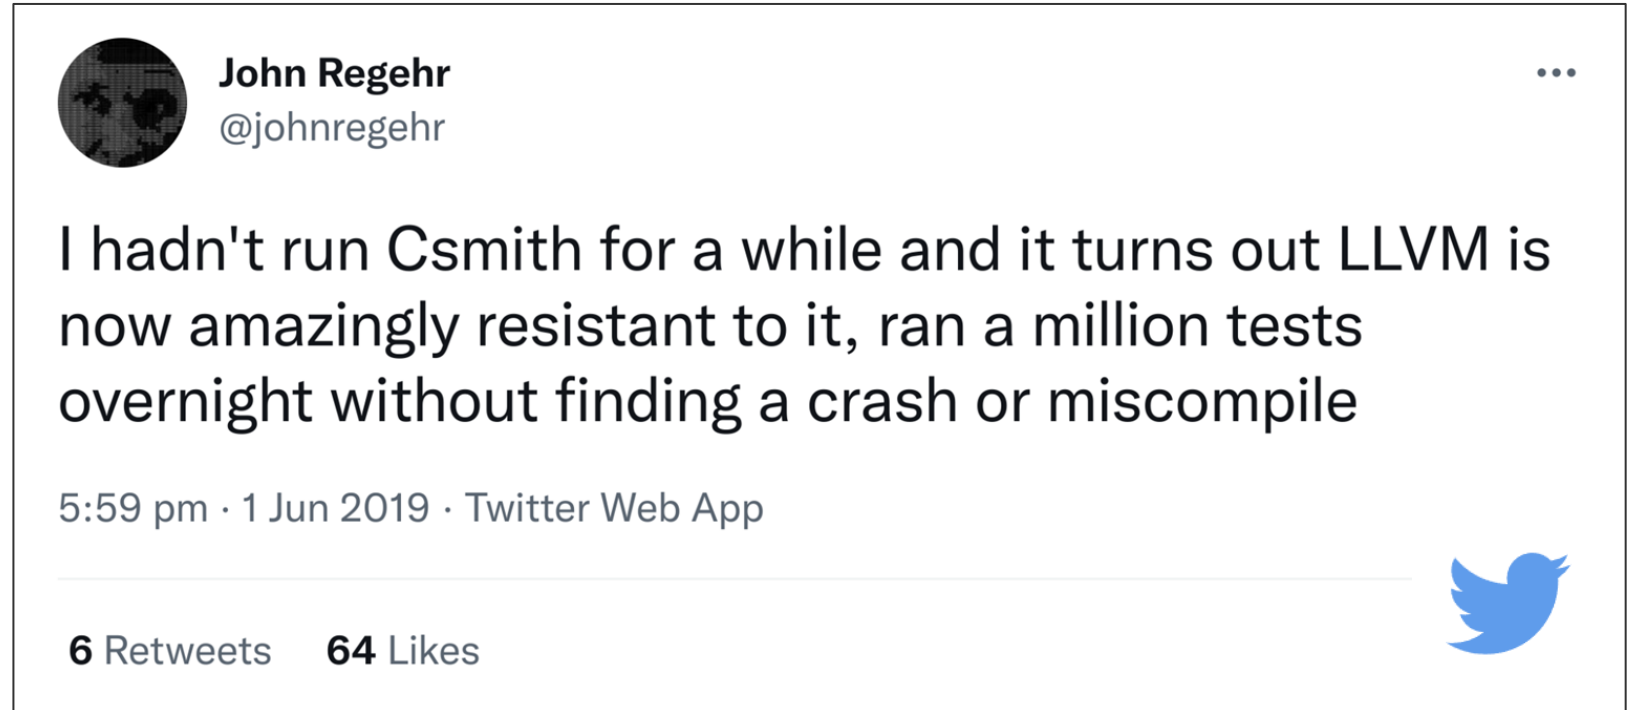 John Regehr
@johnregehr
I hadn't run Csmith for a while and it turns out LLVM is
now amazingly resistant to it, ran a million tests
overnight without finding a crash or miscompile
5:59 pm · 1 Jun 2019 · Twitter Web App
6 Retweets 64 Likes